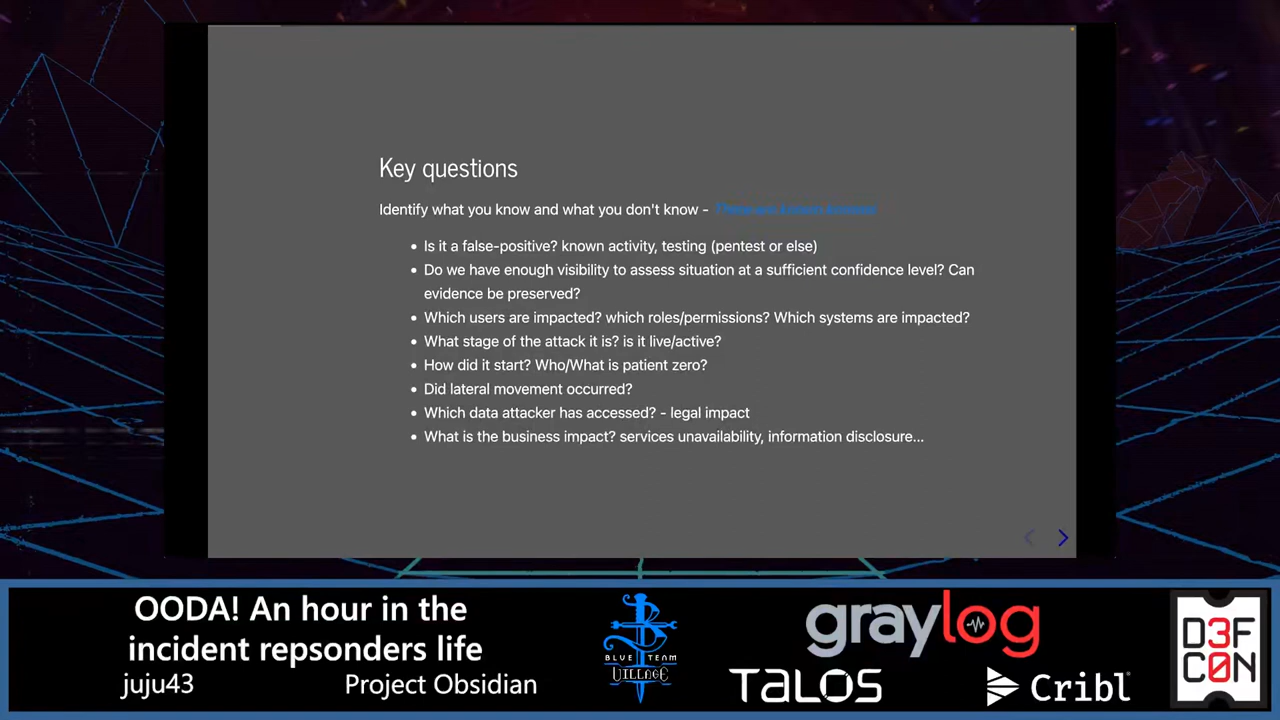 Key questions
Identify what you know and what you don't know - There are known knowns
Is it a false-positive? known activity, testing (pentest or else)
Do we have enough visibility to assess situation at a sufficient confidence level? Can
evidence be preserved?
Which users are impacted? which roles/permissions? Which systems are impacted?
What stage of the attack it is? is it live/active?
How did it start? Who/What is patient zero?
Did lateral movement occurred?
Which data attacker has accessed? - legal impact
What is the business impact? services unavailability, information disclosure...
OODA! An hour in the
incident repsonders life
juju43
Project Obsidian
BLUE TEAM
VILLAGE
graylog
TALOS
Cribl
D3F
C0N